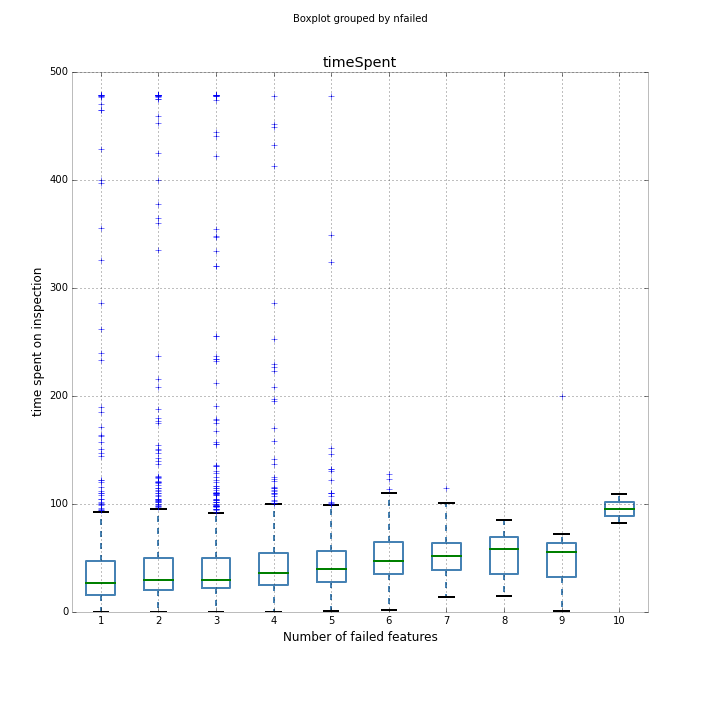 Boxplot grouped by nfailed
timeSpent
500
400
300
200
100
0
time spent on inspection
1 2 3 4 5 6 7 8 9 10
Number of failed features